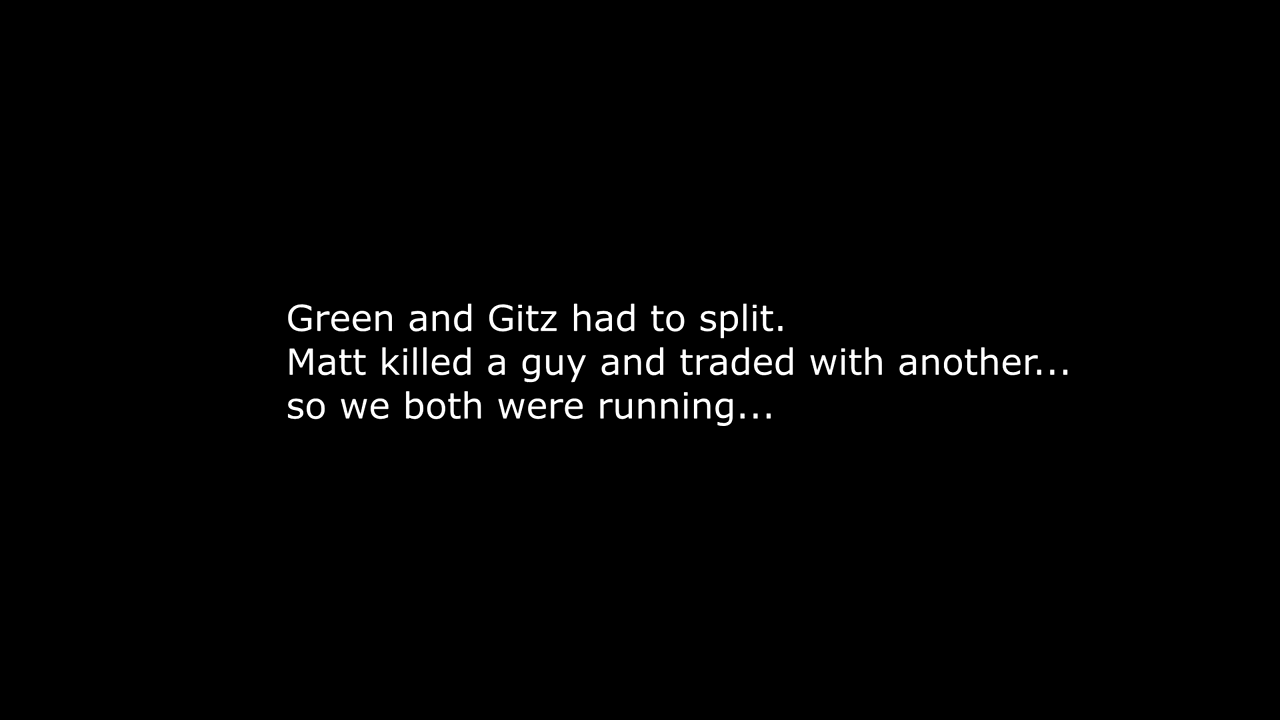 Green and Gitz had to split.
Matt killed a guy and traded with another...
so we both were running...